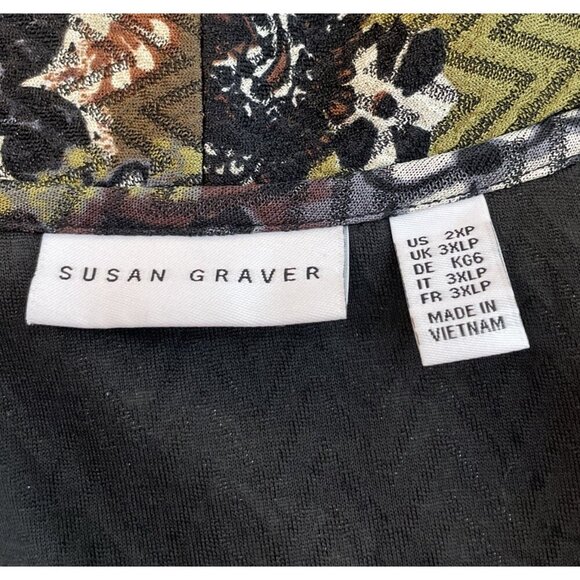 SUSAN GRAVER
US 2XP
UK 3XLP
DE KG6
IT 3XLP
FR 3XLP
MADE IN
VIETNAM